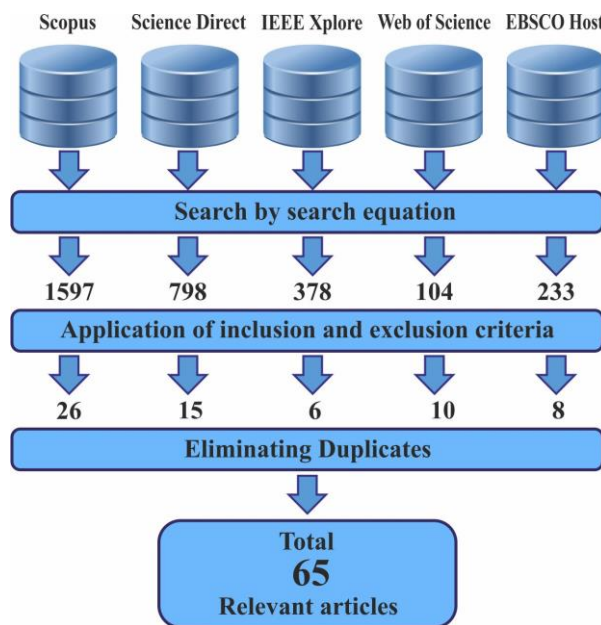 Scopus Science Direct IEEE Xplore Web of Science EBSCO Host
Search by search equation
1597 798 378 104 233
Application of inclusion and exclusion criteria
26 15 6 10 8
Eliminating Duplicates
Total
65
Relevant articles